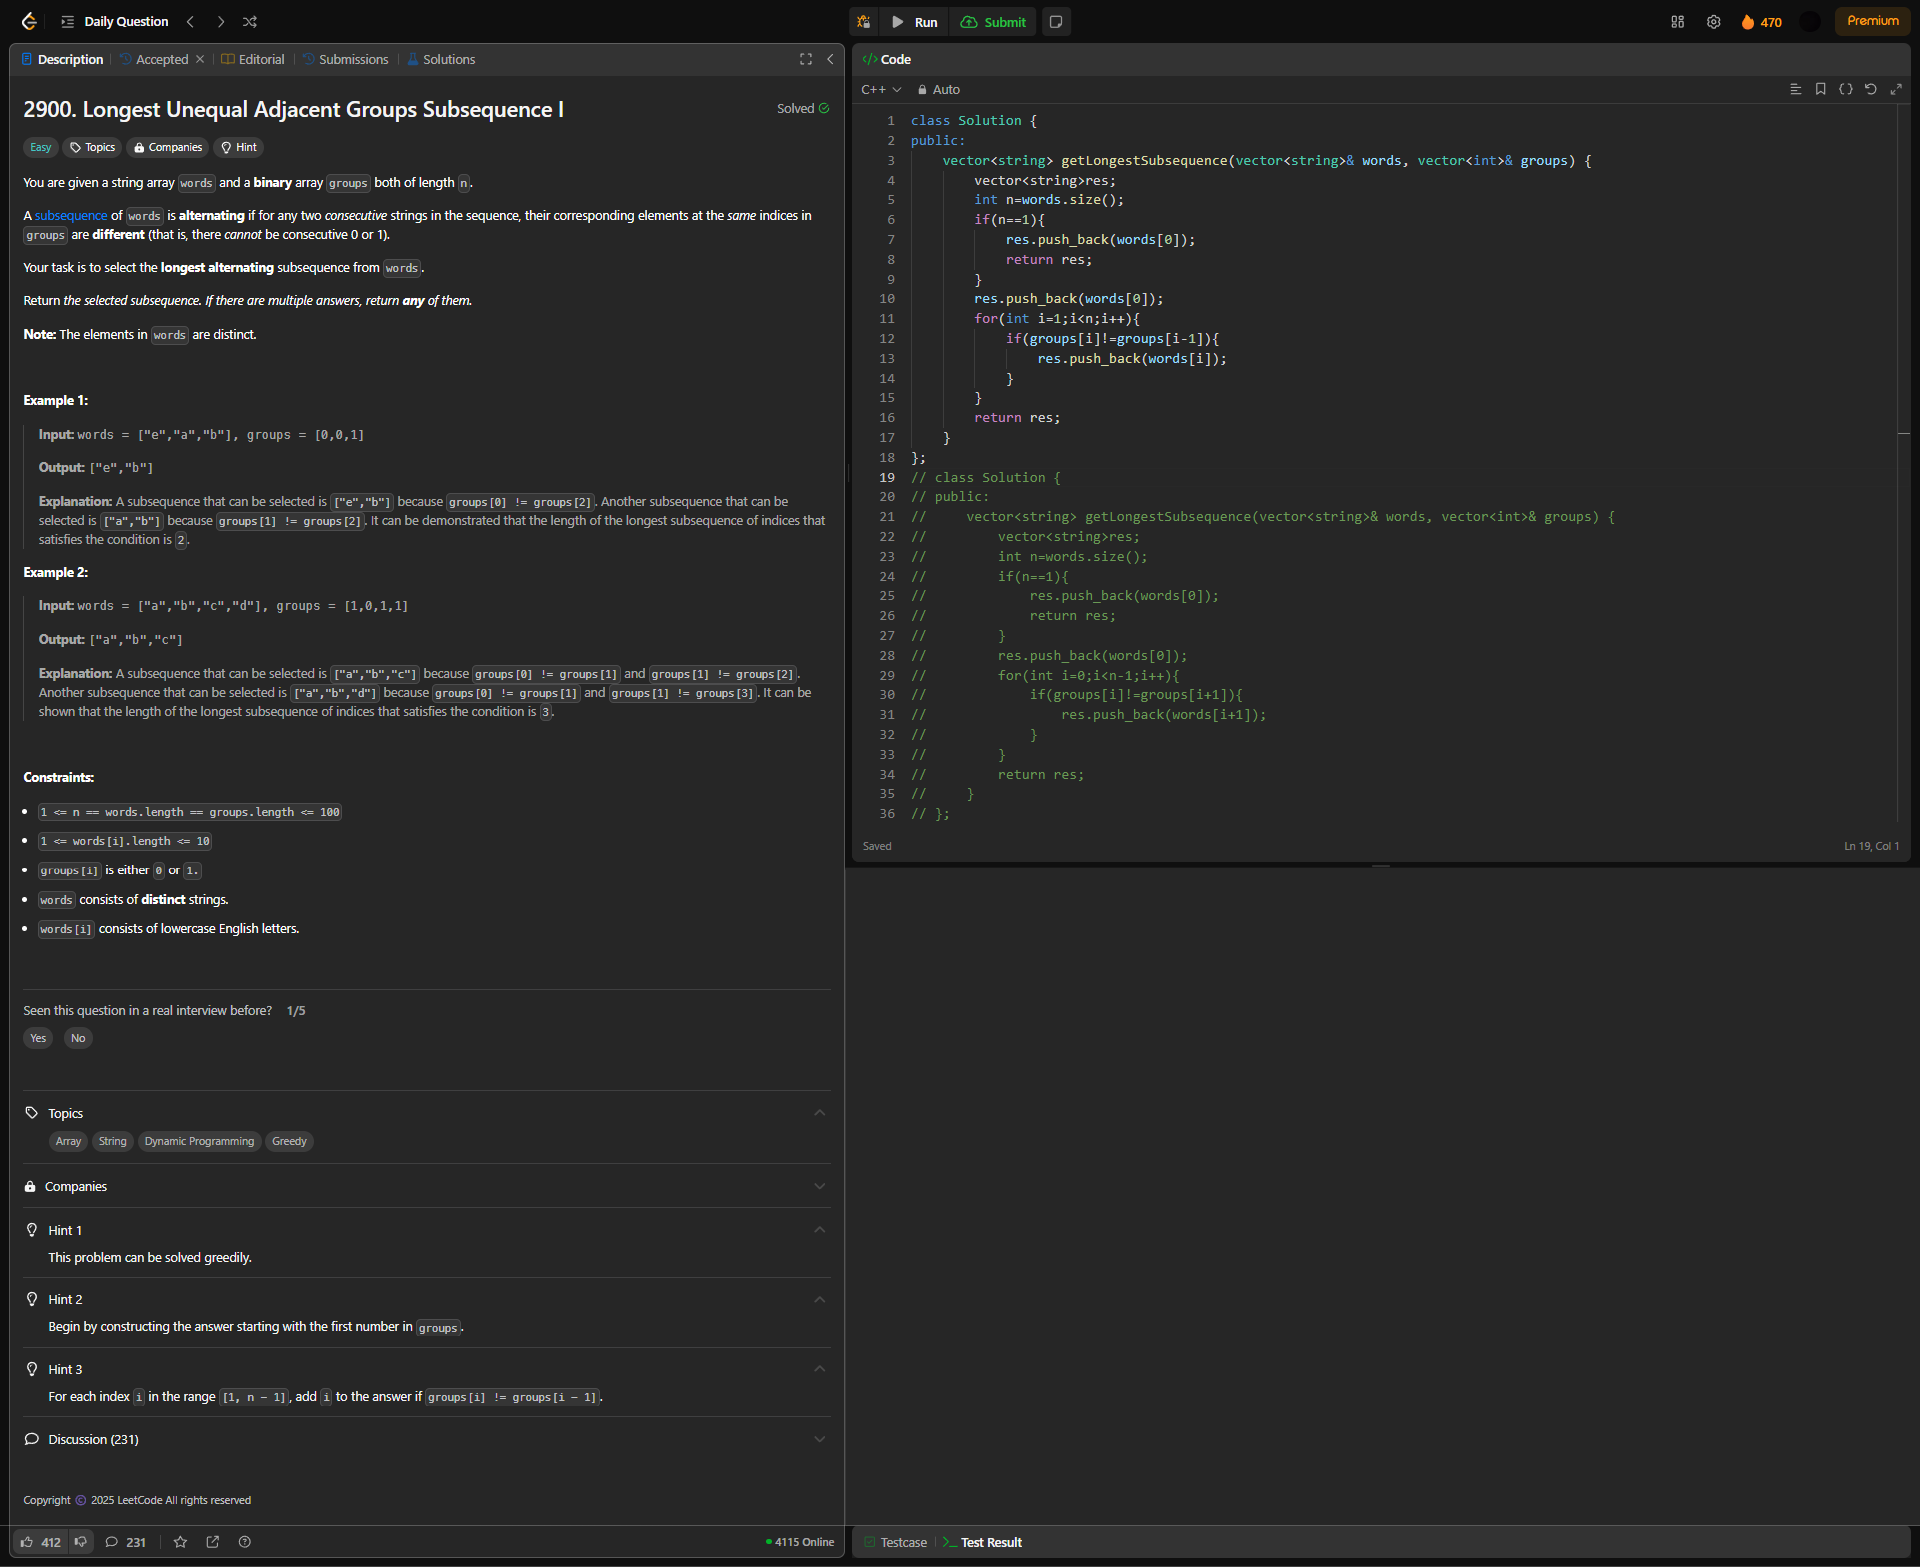 Daily Question
Run
Submit
470
Premium
Description
Accepted
Editorial
Submissions
Solutions
2900. Longest Unequal Adjacent Groups Subsequence I
Solved
Easy
Topics
Companies
Hint
You are given a string array words and a binary array groups both of length n.
A subsequence of words is alternating if for any two consecutive strings in the sequence, their corresponding elements at the same indices in
groups are different (that is, there cannot be consecutive 0 or 1).
Your task is to select the longest alternating subsequence from words.
Return the selected subsequence. If there are multiple answers, return any of them.
Note: The elements in words are distinct.
Example 1:
Input: words = ["e","a","b"], groups = [0,0,1]
Output: ["e","b"]
Explanation: A subsequence that can be selected is ["e","b"] because groups[0] != groups[2]. Another subsequence that can be
selected is ["a","b"] because groups[1] != groups[2]. It can be demonstrated that the length of the longest subsequence of indices that
satisfies the condition is 2.
Example 2:
Input: words = ["a","b","c","d"], groups = [1,0,1,1]
Output: ["a","b","c"]
Explanation: A subsequence that can be selected is ["a","b","c"] because groups[0] != groups[1] and groups[1] != groups[2].
Another subsequence that can be selected is ["a","b","d"] because groups[0] != groups[1] and groups[1] != groups[3]. It can be
shown that the length of the longest subsequence of indices that satisfies the condition is 3.
Constraints:
• 1 <= n == words.length == groups.length <= 100
• 1 <= words[i].length <= 10
• groups[i] is either 0 or 1.
• words consists of distinct strings.
• words[i] consists of lowercase English letters.
Seen this question in a real interview before? 1/5
Yes
No
Topics
Array
String
Dynamic Programming
Greedy
Companies
Hint 1
This problem can be solved greedily.
Hint 2
Begin by constructing the answer starting with the first number in groups.
Hint 3
For each index i in the range [1, n - 1], add i to the answer if groups[i] != groups[i - 1].
Discussion (231)
Copyright © 2025 LeetCode All rights reserved
412
231
4115 Online
</> Code
C++
Auto
1 class Solution {
2 public:
3     vector<string> getLongestSubsequence(vector<string>& words, vector<int>& groups) {
4         vector<string>res;
5         int n=words.size();
6         if(n==1){
7             res.push_back(words[0]);
8             return res;
9         }
10         res.push_back(words[0]);
11         for(int i=1;i<n;i++){
12             if(groups[i]!=groups[i-1]){
13                 res.push_back(words[i]);
14             }
15         }
16         return res;
17     }
18 };
19 // class Solution {
20 // public:
21 //     vector<string> getLongestSubsequence(vector<string>& words, vector<int>& groups) {
22 //         vector<string>res;
23 //         int n=words.size();
24 //         if(n==1){
25 //             res.push_back(words[0]);
26 //             return res;
27 //         }
28 //         res.push_back(words[0]);
29 //         for(int i=0;i<n-1;i++){
30 //             if(groups[i]!=groups[i+1]){
31 //                 res.push_back(words[i+1]);
32 //             }
33 //         }
34 //         return res;
35 //     }
36 // };
Saved
Ln 19, Col 1
Testcase
>_ Test Result